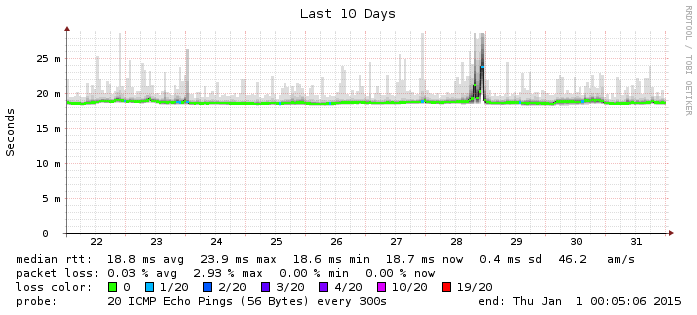 Last 10 Days
RRDTOOL / TOBI OETIKER
Seconds
25 m
20 m
15 m
10 m
5 m
0
22 23 24 25 26 27 28 29 30 31
median rtt: 18.8 ms avg 23.9 ms max 18.6 ms min 18.7 ms now 0.4 ms sd 46.2 am/s
packet loss: 0.03 % avg 2.93 % max 0.00 % min 0.00 % now
loss color: 0 1/20 2/20 3/20 4/20 10/20 19/20
probe: 20 ICMP Echo Pings (56 Bytes) every 300s end: Thu Jan 1 00:05:06 2015